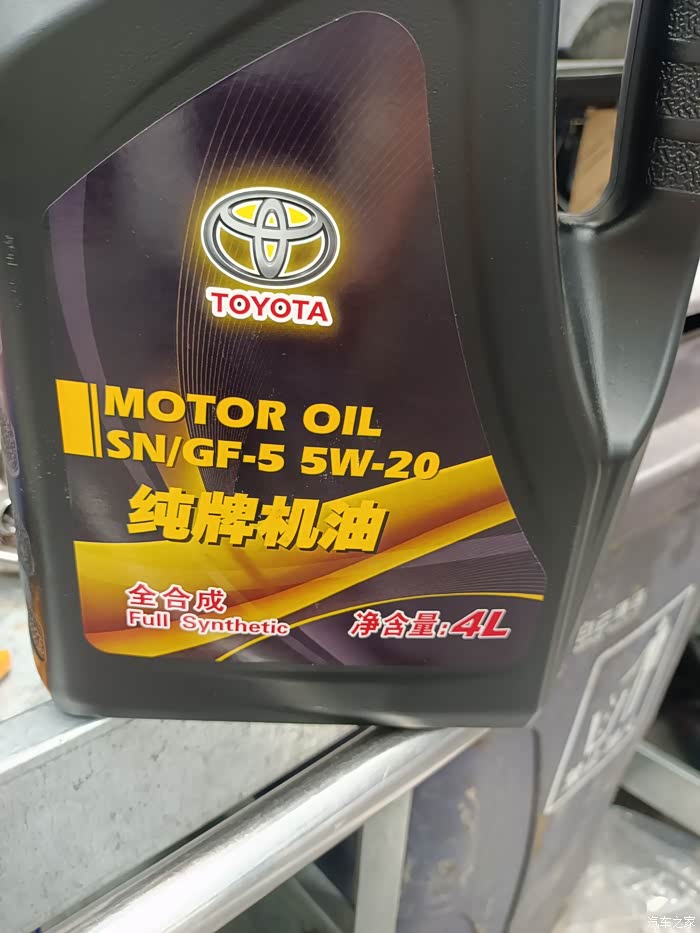 TOYOTA
MOTOR OIL
SN/GF-5 5W-20
纯牌机油
全合成
Full Synthetic
净含量:4L
汽车之家